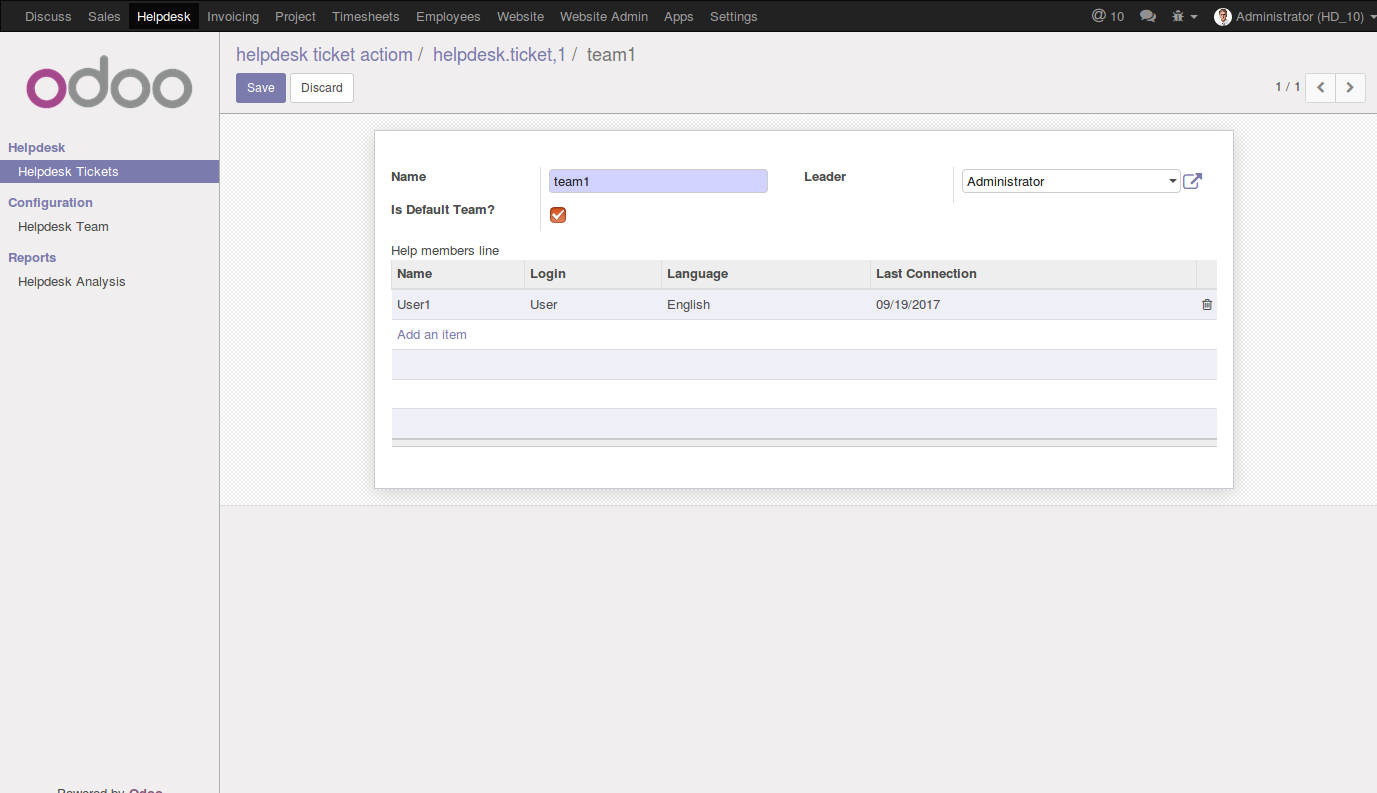 Discuss Sales Helpdesk Invoicing Project Timesheets Employees Website Website Admin Apps Settings @ 10 Administrator (HD_10)
odoo
helpdesk ticket actiom / helpdesk.ticket,1 / team1
Save Discard 1 / 1
Helpdesk
Helpdesk Tickets
Configuration
Helpdesk Team
Reports
Helpdesk Analysis
Name team1 Leader Administrator
Is Default Team?
Help members line
Name Login Language Last Connection
User1 User English 09/19/2017
Add an item
Powered by Odoo